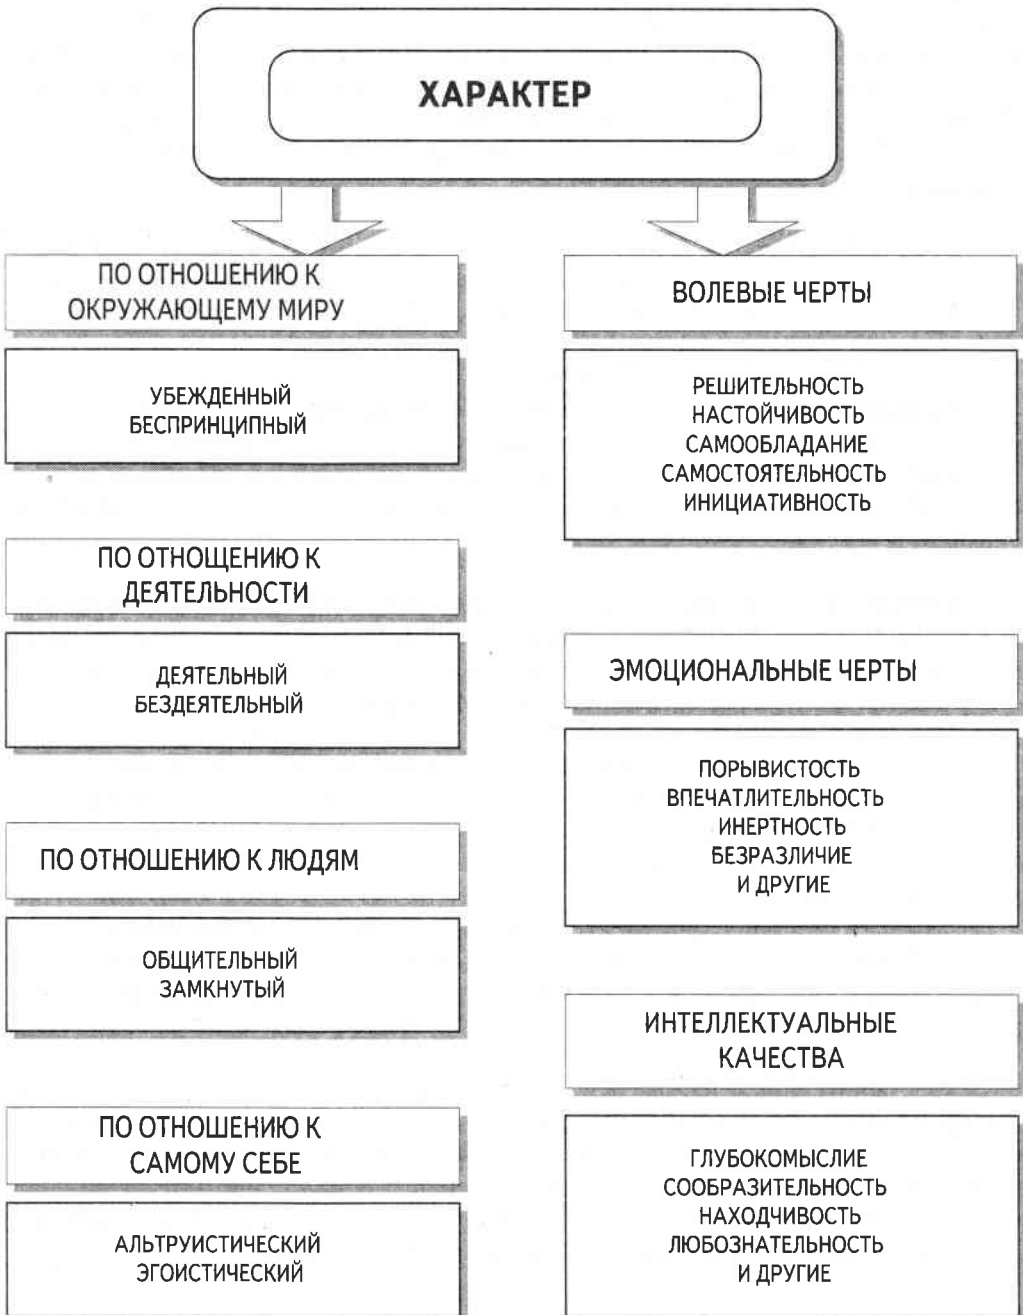 ХАРАКТЕР
ПО ОТНОШЕНИЮ К
ОКРУЖАЮЩЕМУ МИРУ
УБЕЖДЕННЫЙ
БЕСПРИНЦИПНЫЙ
ПО ОТНОЩЕНИЮ К
ДЕЯТЕЛЬНОСТИ
ДЕЯТЕЛЬНЫЙ
БЕЗДЕЯТЕЛЬНЫЙ
ПО ОТНОШЕНИЮ К ЛЮДЯМ
ОБЩИТЕЛЬНЫЙ
ЗАМКНУТЫЙ
ПО ОТНОШЕНИЮ К
САМОМУ СЕБЕ
АЛЬТРУИСТИЧЕСКИЙ
ЭГОИСТИЧЕСКИЙ
ВОЛЕВЫЕ ЧЕРТЫ
РЕШИТЕЛЬНОСТЬ
НАСТОЙЧИВОСТЬ
САМООБЛАДАНИЕ
САМОСТОЯТЕЛЬНОСТЬ
ИНИЦИАТИВНОСТЬ
ЭМОЦИОНАЛЬНЫЕ ЧЕРТЫ
ПОРЫВИСТОСТЬ
ВПЕЧАТЛИТЕЛЬНОСТЬ
ИНЕРТНОСТЬ
БЕЗРАЗЛИЧИЕ
И ДРУГИЕ
ИНТЕЛЛЕКТУАЛЬНЫЕ
КАЧЕСТВА
ГЛУБОКОМЫСЛИЕ
СООБРАЗИТЕЛЬНОСТЬ
НАХОДЧИВОСТЬ
ЛЮБОЗНАТЕЛЬНОСТЬ
И ДРУГИЕ